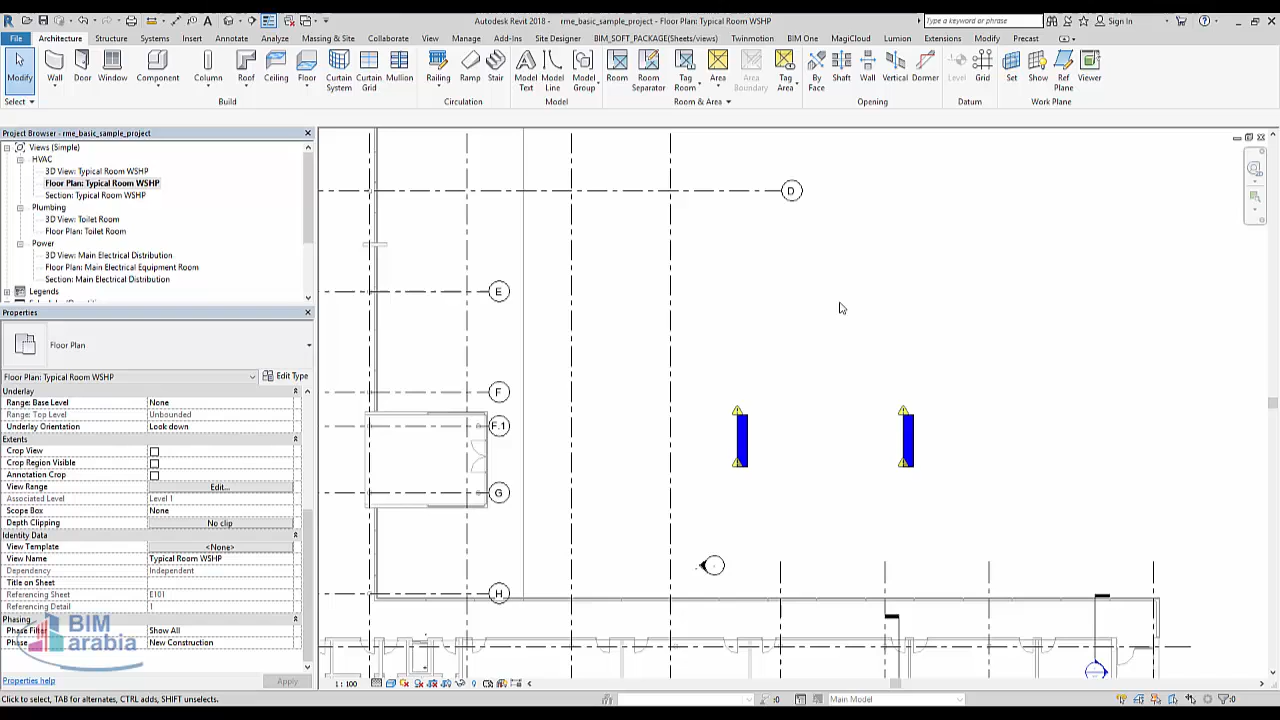 Autodesk Revit 2018 - rme_basic_sample_project - Floor Plan: Typical Room WSHP
Type a keyword or phrase
Sign In
File Architecture Structure Systems Insert Annotate Analyze Massing & Site Collaborate View Manage Add-Ins Site Designer BIM_SOFT_PACKAGE(Sheets/views) Twinmotion BIM One MagiCloud Lumion Extensions Modify Precast
Modify Wall Door Window Component Column Roof Ceiling Floor Curtain System Curtain Grid Mullion Railing Ramp Stair Model Text Model Line Model Group Room Room Separator Tag Room Area Area Boundary Tag Area By Face Shaft Wall Vertical Dormer Level Grid Set Show Ref Plane Viewer
Select Build Circulation Model Room & Area Opening Datum Work Plane
Project Browser - rme_basic_sample_project
Views (Simple)
HVAC
3D View: Typical Room WSHP
Floor Plan: Typical Room WSHP
Section: Typical Room WSHP
Plumbing
3D View: Toilet Room
Floor Plan: Toilet Room
Power
3D View: Main Electrical Distribution
Floor Plan: Main Electrical Equipment Room
Section: Main Electrical Distribution
Legends
Properties
Floor Plan
Floor Plan: Typical Room WSHP Edit Type
Underlay
Range: Base Level None
Range: Top Level Unbounded
Underlay Orientation Look down
Extents
Crop View
Crop Region Visible
Annotation Crop
View Range Edit...
Associated Level Level 1
Scope Box None
Depth Clipping No clip
Identity Data
View Template <None>
View Name Typical Room WSHP
Dependency Independent
Title on Sheet
Referencing Sheet E101
Referencing Detail 1
Phasing
Show All
New Construction
BIM
arabia
Properties help Apply
D
E
F
F.1
G
H
1 : 100
Click to select, TAB for alternates, CTRL adds, SHIFT unselects.
:0
Main Model
:0